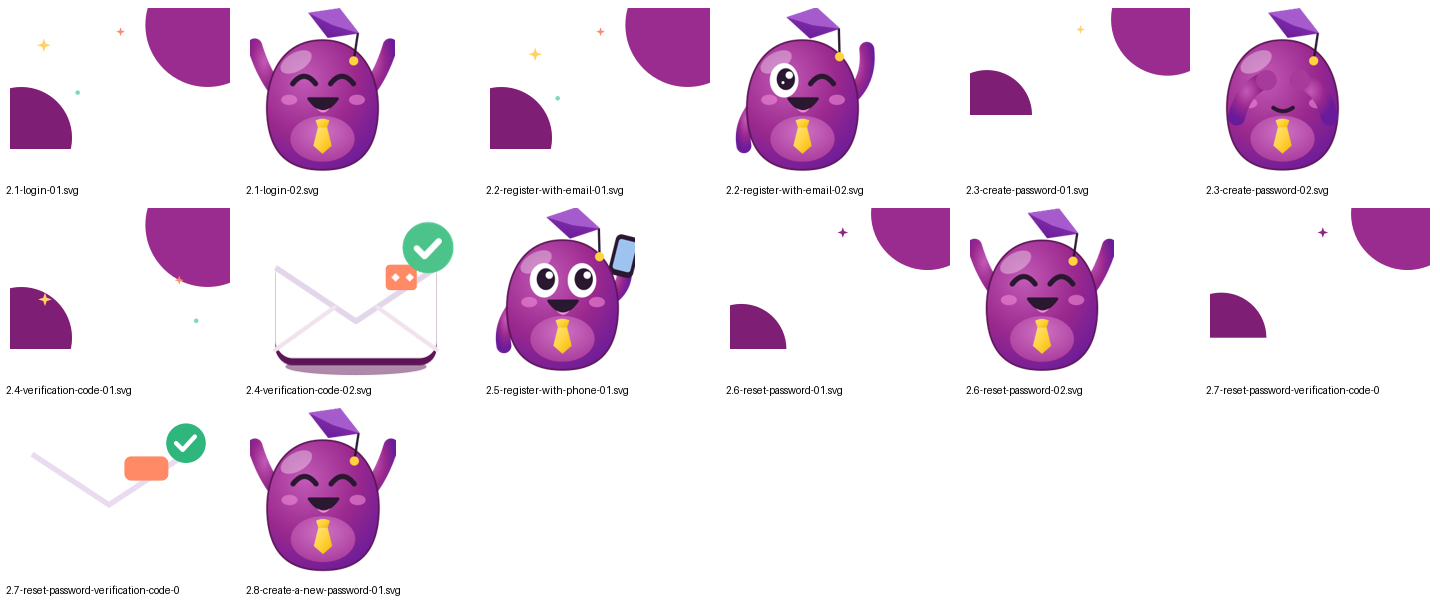 2.1-login-01.svg
2.1-login-02.svg
2.2-register-with-email-01.svg
2.2-register-with-email-02.svg
2.3-create-password-01.svg
2.3-create-password-02.svg
2.4-verification-code-01.svg
2.4-verification-code-02.svg
2.5-register-with-phone-01.svg
2.6-reset-password-01.svg
2.6-reset-password-02.svg
2.7-reset-password-verification-code-0
2.7-reset-password-verification-code-0
2.8-create-a-new-password-01.svg